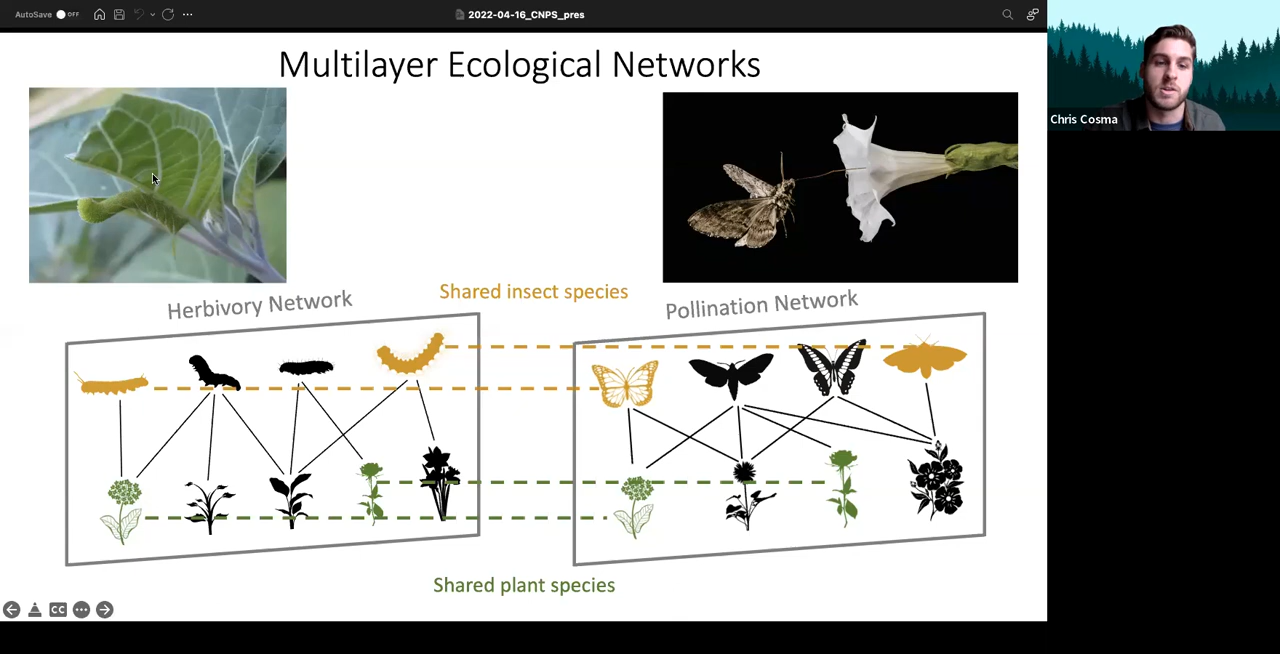 AutoSave OFF
2022-04-16_CNPS_pres
Multilayer Ecological Networks
Chris Cosma
Herbivory Network
Shared insect species
Pollination Network
Shared plant species
CC